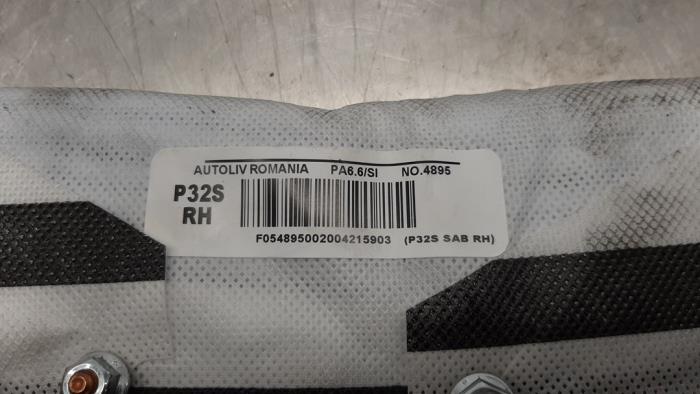 AUTOLIV ROMANIA PA6.6/SI NO.4895
P32S
RH
F054895002004215903 (P32S SAB RH)